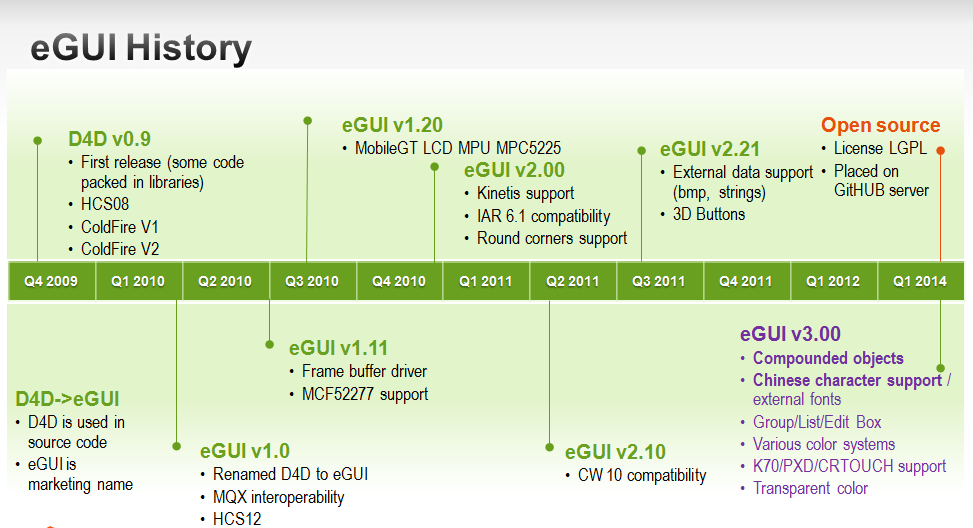 eGUI History
D4D v0.9
• First release (some code
packed in libraries)
• HCS08
• ColdFire V1
• ColdFire V2
eGUI v1.20
• MobileGT LCD MPU MPC5225
eGUI v2.00
• Kinetis support
• IAR 6.1 compatibility
• Round corners support
eGUI v2.21
• External data support
(bmp, strings)
• 3D Buttons
Open source
• License LGPL
• Placed on
GitHUB server
Q4 2009 Q1 2010 Q2 2010 Q3 2010 Q4 2010 Q1 2011 Q2 2011 Q3 2011 Q4 2011 Q1 2012 Q1 2014
D4D->eGUI
• D4D is used in
source code
• eGUI is
marketing name
eGUI v1.0
• Renamed D4D to eGUI
• MQX interoperability
• HCS12
eGUI v1.11
• Frame buffer driver
• MCF52277 support
eGUI v2.10
• CW 10 compatibility
eGUI v3.00
• Compounded objects
• Chinese character support /
external fonts
• Group/List/Edit Box
• Various color systems
• K70/PXD/CRTOUCH support
• Transparent color